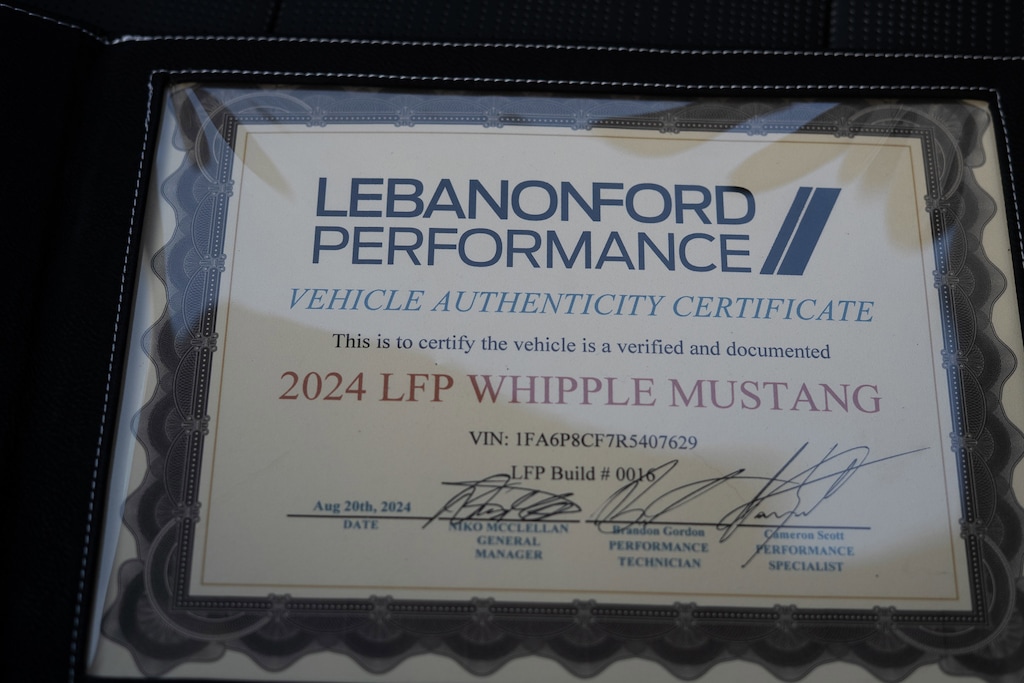 LEBANONFORD
PERFORMANCE
VEHICLE AUTHENTICITY CERTIFICATE
This is to certify the vehicle is a verified and documented
2024 LFP WHIPPLE MUSTANG
VIN: 1FA6P8CF7R5407629
LFP Build # 0016
Aug 20th, 2024
DATE
NIKO MCCLELLAN
GENERAL
MANAGER
Brandon Gordon
PERFORMANCE
TECHNICIAN
Cameron Scott
PERFORMANCE
SPECIALIST